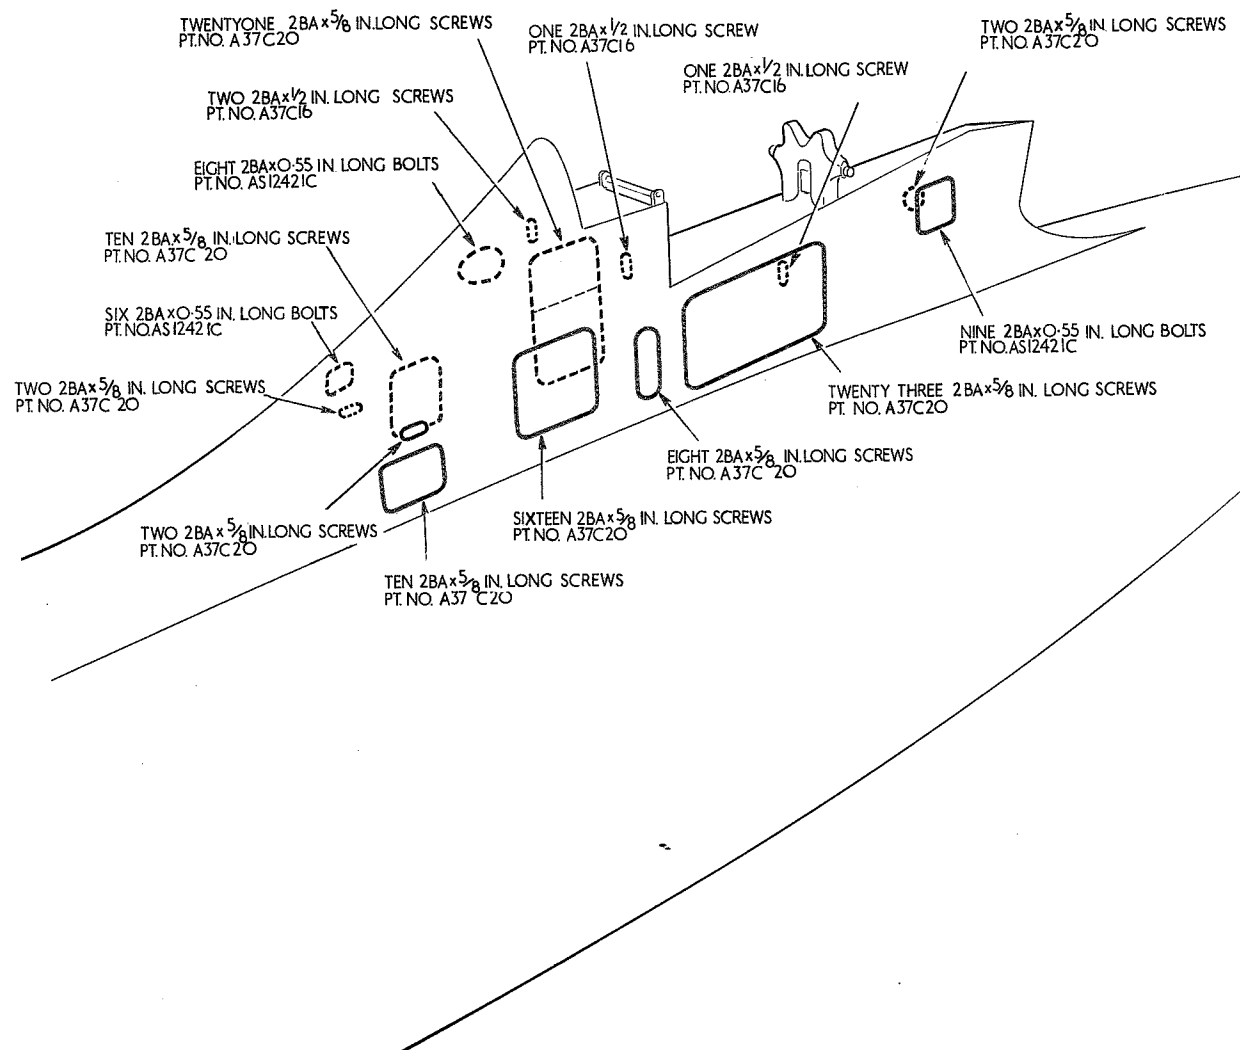 TWENTYONE 2BA x 5/8 IN. LONG SCREWS
PT. NO. A37C20
ONE 2BA x 1/2 IN. LONG SCREW
PT. NO. A37C16
TWO 2BA x 5/8 IN. LONG SCREWS
PT. NO. A37C20
ONE 2BA x 1/2 IN. LONG SCREW
PT. NO. A37C16
TWO 2BA x 1/2 IN. LONG SCREWS
PT. NO. A37C16
EIGHT 2BA x 0·55 IN. LONG BOLTS
PT. NO. AS12421C
TEN 2BA x 5/8 IN. LONG SCREWS
PT. NO. A37C 20
SIX 2BA x 0·55 IN. LONG BOLTS
PT. NO. AS12421C
TWO 2BA x 5/8 IN. LONG SCREWS
PT. NO. A37C 20
NINE 2BA x 0·55 IN. LONG BOLTS
PT. NO. AS12421C
TWENTY THREE 2BA x 5/8 IN. LONG SCREWS
PT. NO. A37C20
EIGHT 2BA x 5/8 IN. LONG SCREWS
PT. NO. A37C 20
SIXTEEN 2BA x 5/8 IN. LONG SCREWS
PT. NO. A37C20
TWO 2BA x 5/8 IN. LONG SCREWS
PT. NO. A37C20
TEN 2BA x 5/8 IN. LONG SCREWS
PT. NO. A37 C20